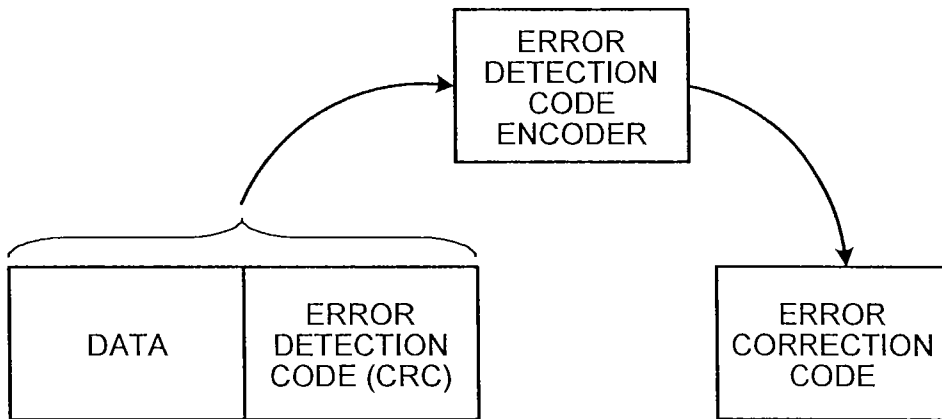 ERROR
DETECTION
CODE
ENCODER
DATA
ERROR
DETECTION
CODE (CRC)
ERROR
CORRECTION
CODE